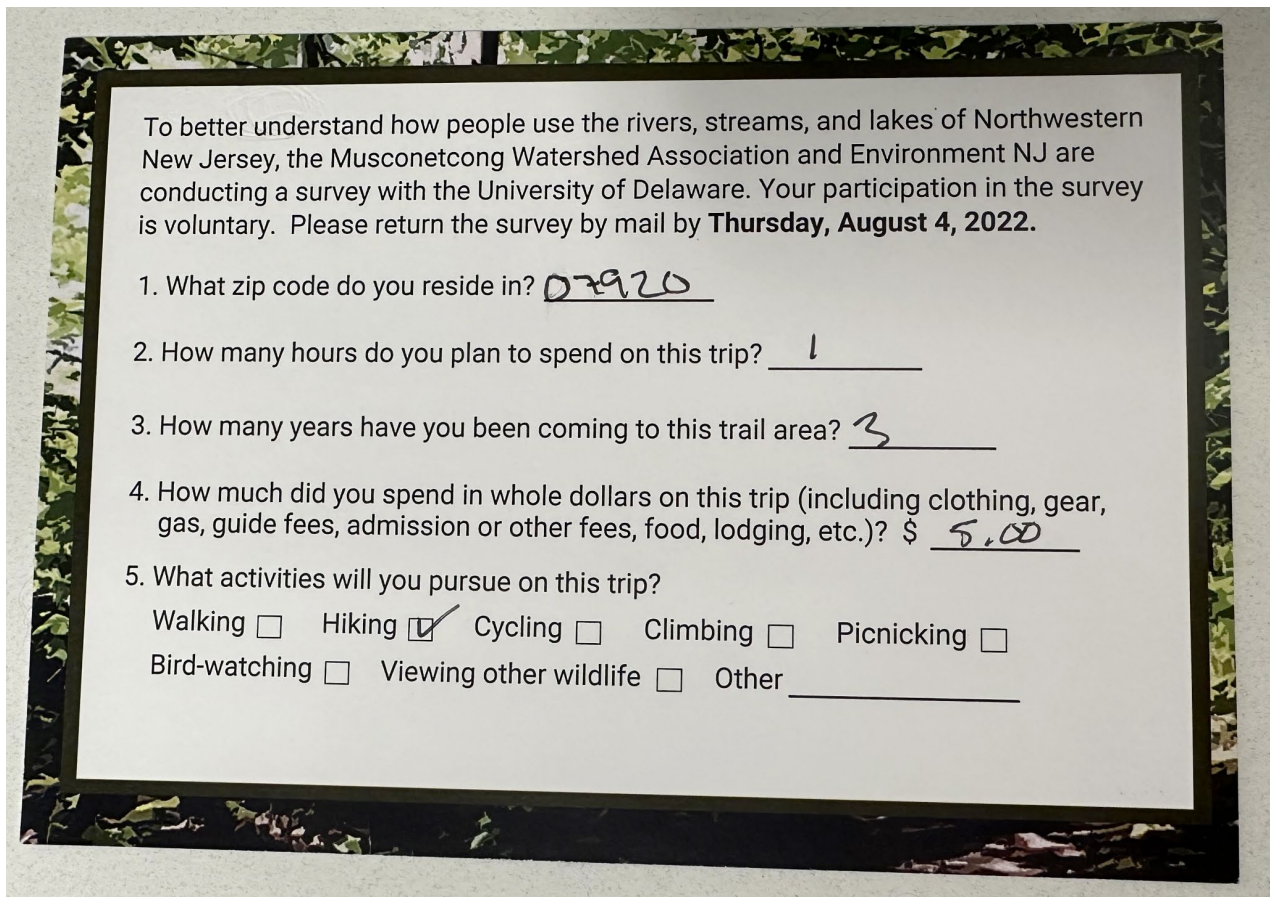 To better understand how people use the rivers, streams, and lakes of Northwestern
New Jersey, the Musconetcong Watershed Association and Environment NJ are
conducting a survey with the University of Delaware. Your participation in the survey
is voluntary. Please return the survey by mail by Thursday, August 4, 2022.
1. What zip code do you reside in? 07920
2. How many hours do you plan to spend on this trip? 1
3. How many years have you been coming to this trail area? 3
4. How much did you spend in whole dollars on this trip (including clothing, gear,
gas, guide fees, admission or other fees, food, lodging, etc.)? $ 5.00
5. What activities will you pursue on this trip?
Walking ☐ Hiking ☑ Cycling ☐ Climbing ☐ Picnicking ☐
Bird-watching ☐ Viewing other wildlife ☐ Other